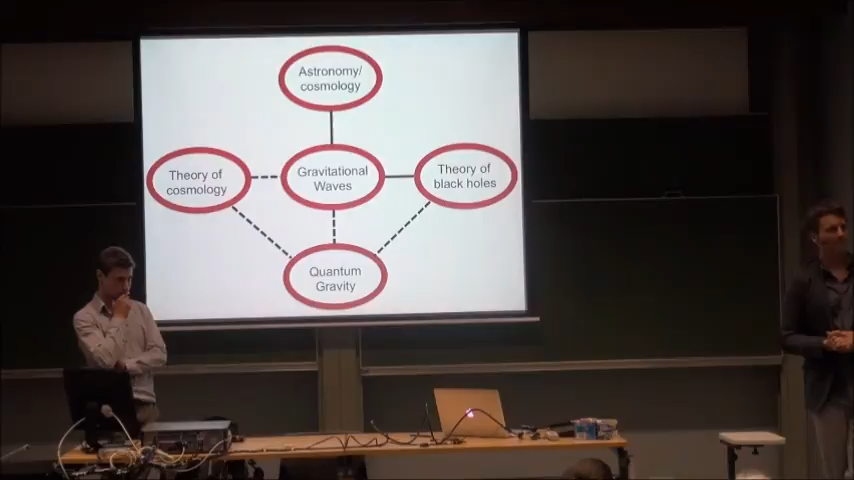 Astronomy/
cosmology
Theory of
cosmology
Gravitational
Waves
Theory of
black holes
Quantum
Gravity